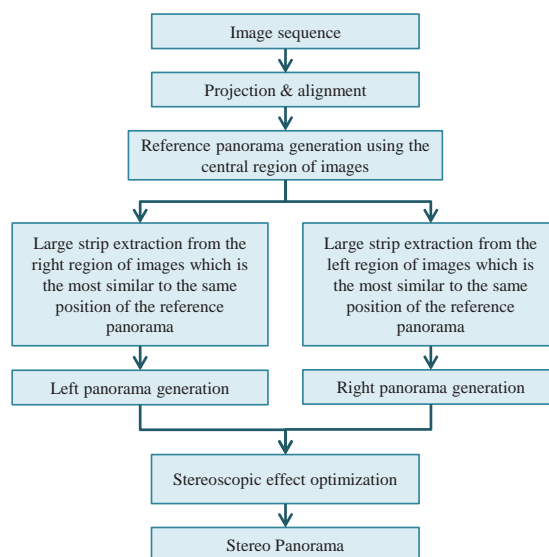 Image sequence
Projection & alignment
Reference panorama generation using the
central region of images
Large strip extraction from the
right region of images which is
the most similar to the same
position of the reference
panorama
Large strip extraction from the
left region of images which is
the most similar to the same
position of the reference
panorama
Left panorama generation
Right panorama generation
Stereoscopic effect optimization
Stereo Panorama